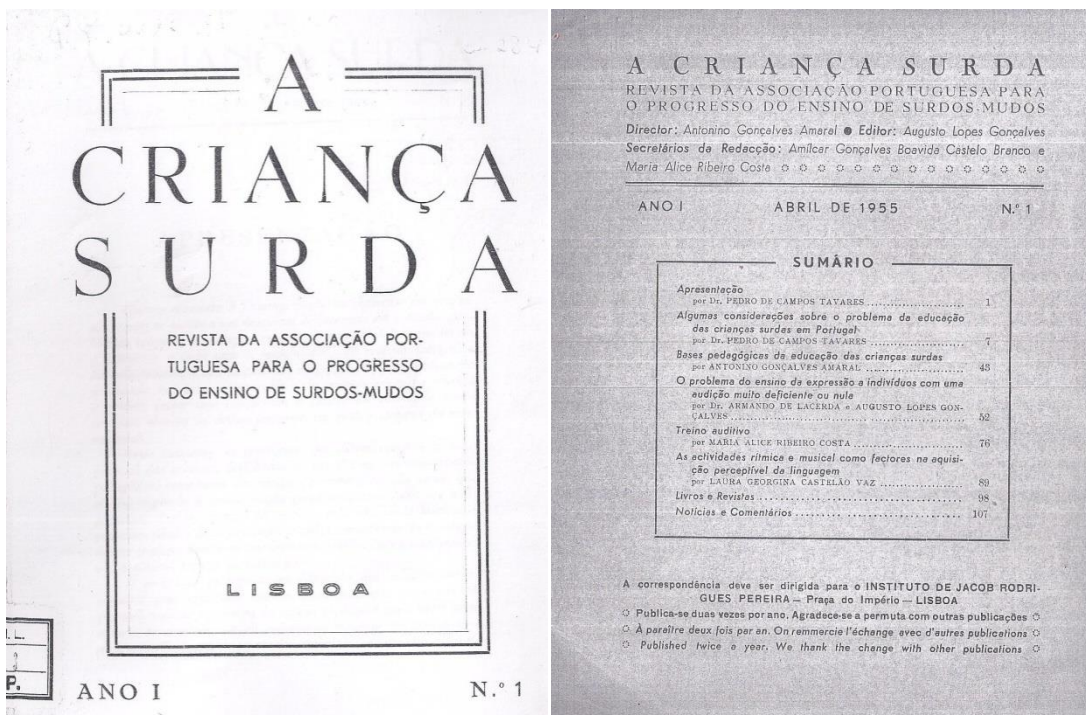 A
CRIANÇA
SURDA
REVISTA DA ASSOCIAÇÃO POR-
TUGUESA PARA O PROGRESSO
DO ENSINO DE SURDOS-MUDOS
LISBOA
P.
ANO I N.º 1
A CRIANÇA SURDA
REVISTA DA ASSOCIAÇÃO PORTUGUESA PARA
O PROGRESSO DO ENSINO DE SURDOS-MUDOS
Director: Antonino Gonçalves Amaral ● Editor: Augusto Lopes Gonçalves
Secretários da Redacção: Amílcar Gonçalves Boavida Castelo Branco e
Maria Alice Ribeiro Costa
ANO I ABRIL DE 1955 N.º 1
SUMÁRIO
Apresentação
por Dr. PEDRO DE CAMPOS TAVARES ........................ 1
Algumas considerações sobre o problema da educação
das crianças surdas em Portugal
por Dr. PEDRO DE CAMPOS TAVARES ........................ 7
Bases pedagógicas da educação das crianças surdas
por ANTONINO GONÇALVES AMARAL ........................ 43
O problema do ensino da expressão a indivíduos com uma
audição muito deficiente ou nula
por Dr. ARMANDO DE LACERDA e AUGUSTO LOPES GON-
ÇALVES ........................ 52
Treino auditivo
por MARIA ALICE RIBEIRO COSTA ........................ 76
As actividades rítmica e musical como factores na aquisi-
ção perceptível da linguagem
por LAURA GEORGINA CASTELÃO VAZ ........................ 89
Livros e Revistas ........................ 98
Notícias e Comentários ........................ 107
A correspondência deve ser dirigida para o INSTITUTO DE JACOB RODRI-
GUES PEREIRA — Praça do Império — LISBOA
Publica-se duas vezes por ano. Agradece-se a permuta com outras publicações
À paraître deux fois par an. On remmercie l'échange avec d'autres publications
Published twice a year. We thank the change with other publications